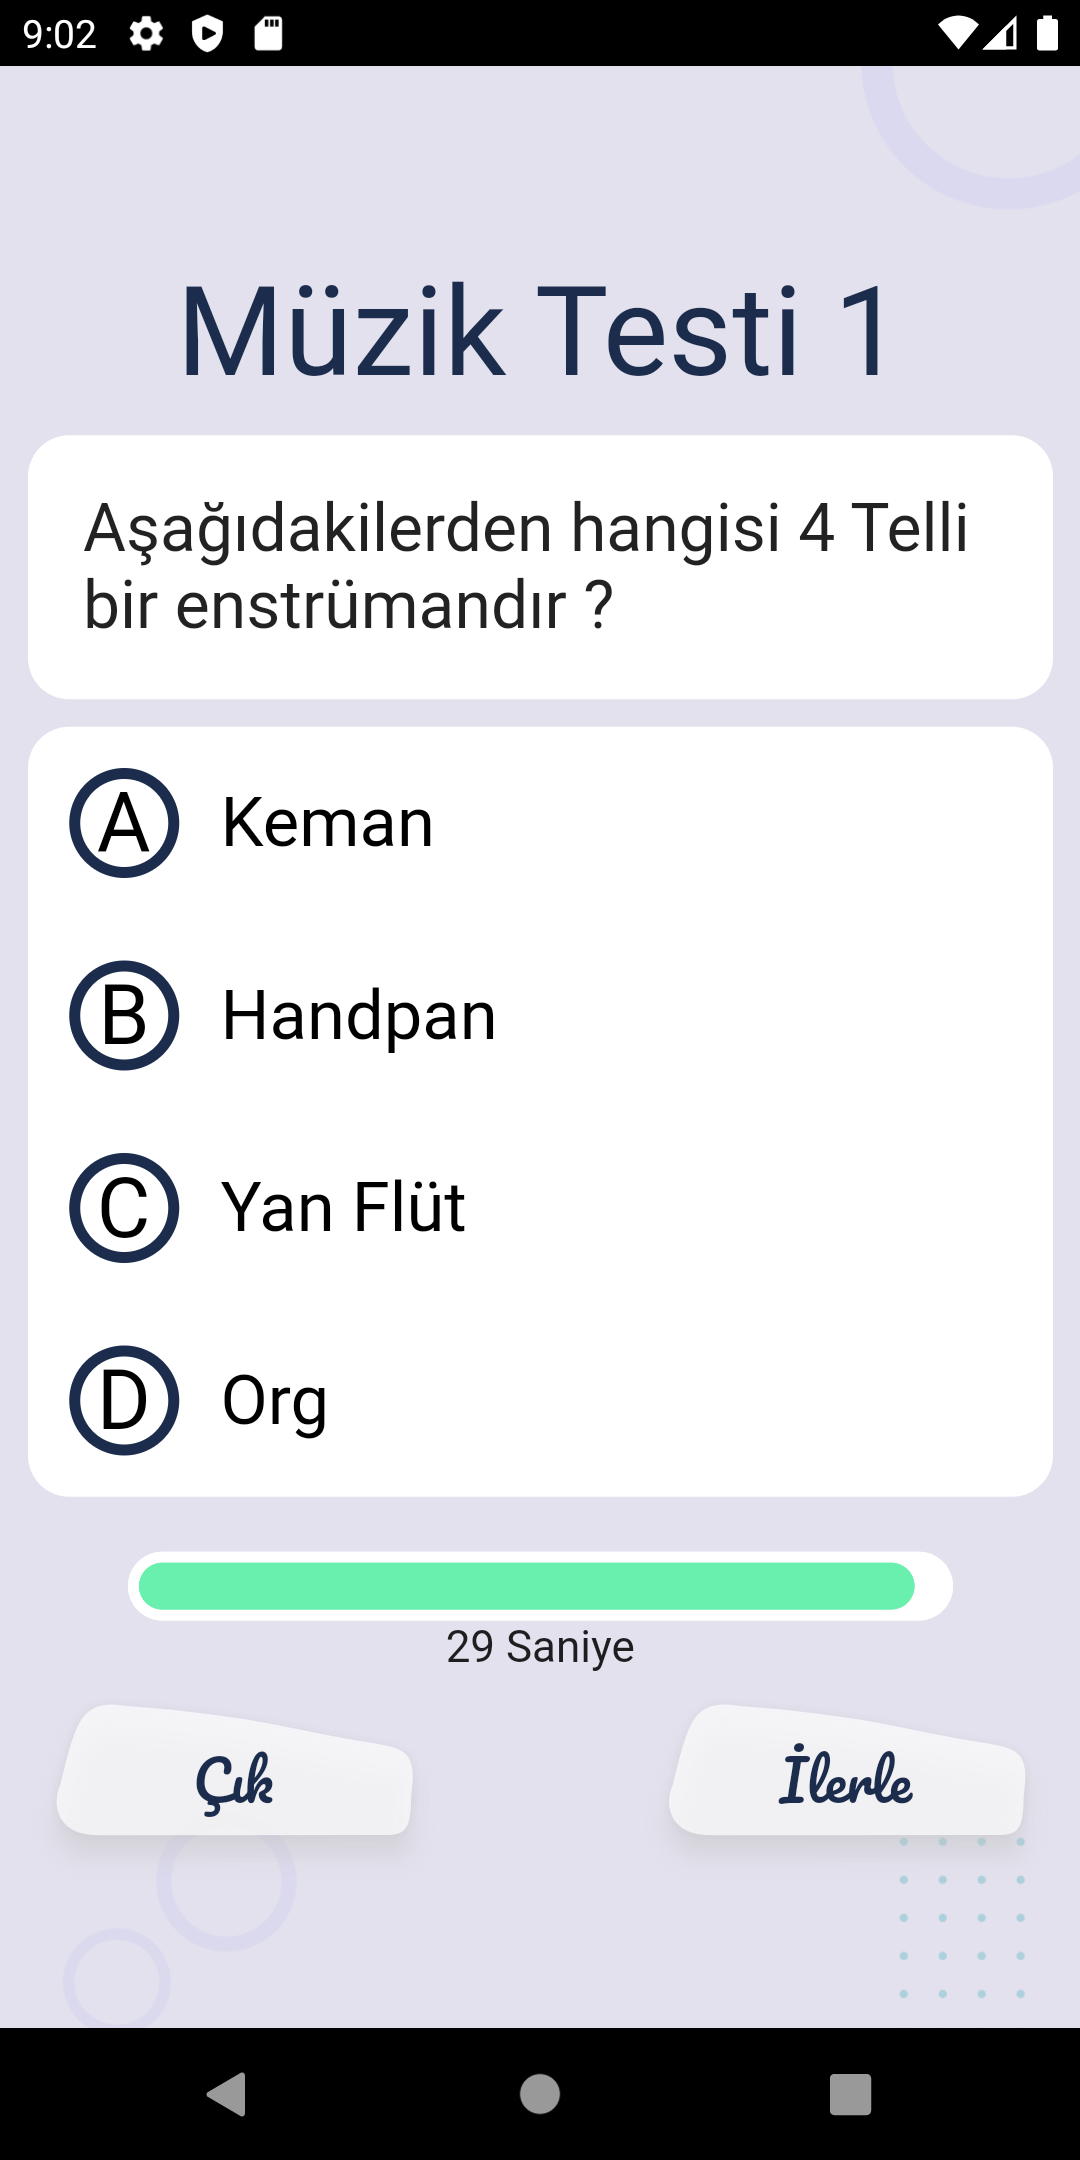 9:02
Müzik Testi 1
Aşağıdakilerden hangisi 4 Telli
bir enstrümandır ?
A Keman
B Handpan
C Yan Flüt
D Org
29 Saniye
Çık İlerle